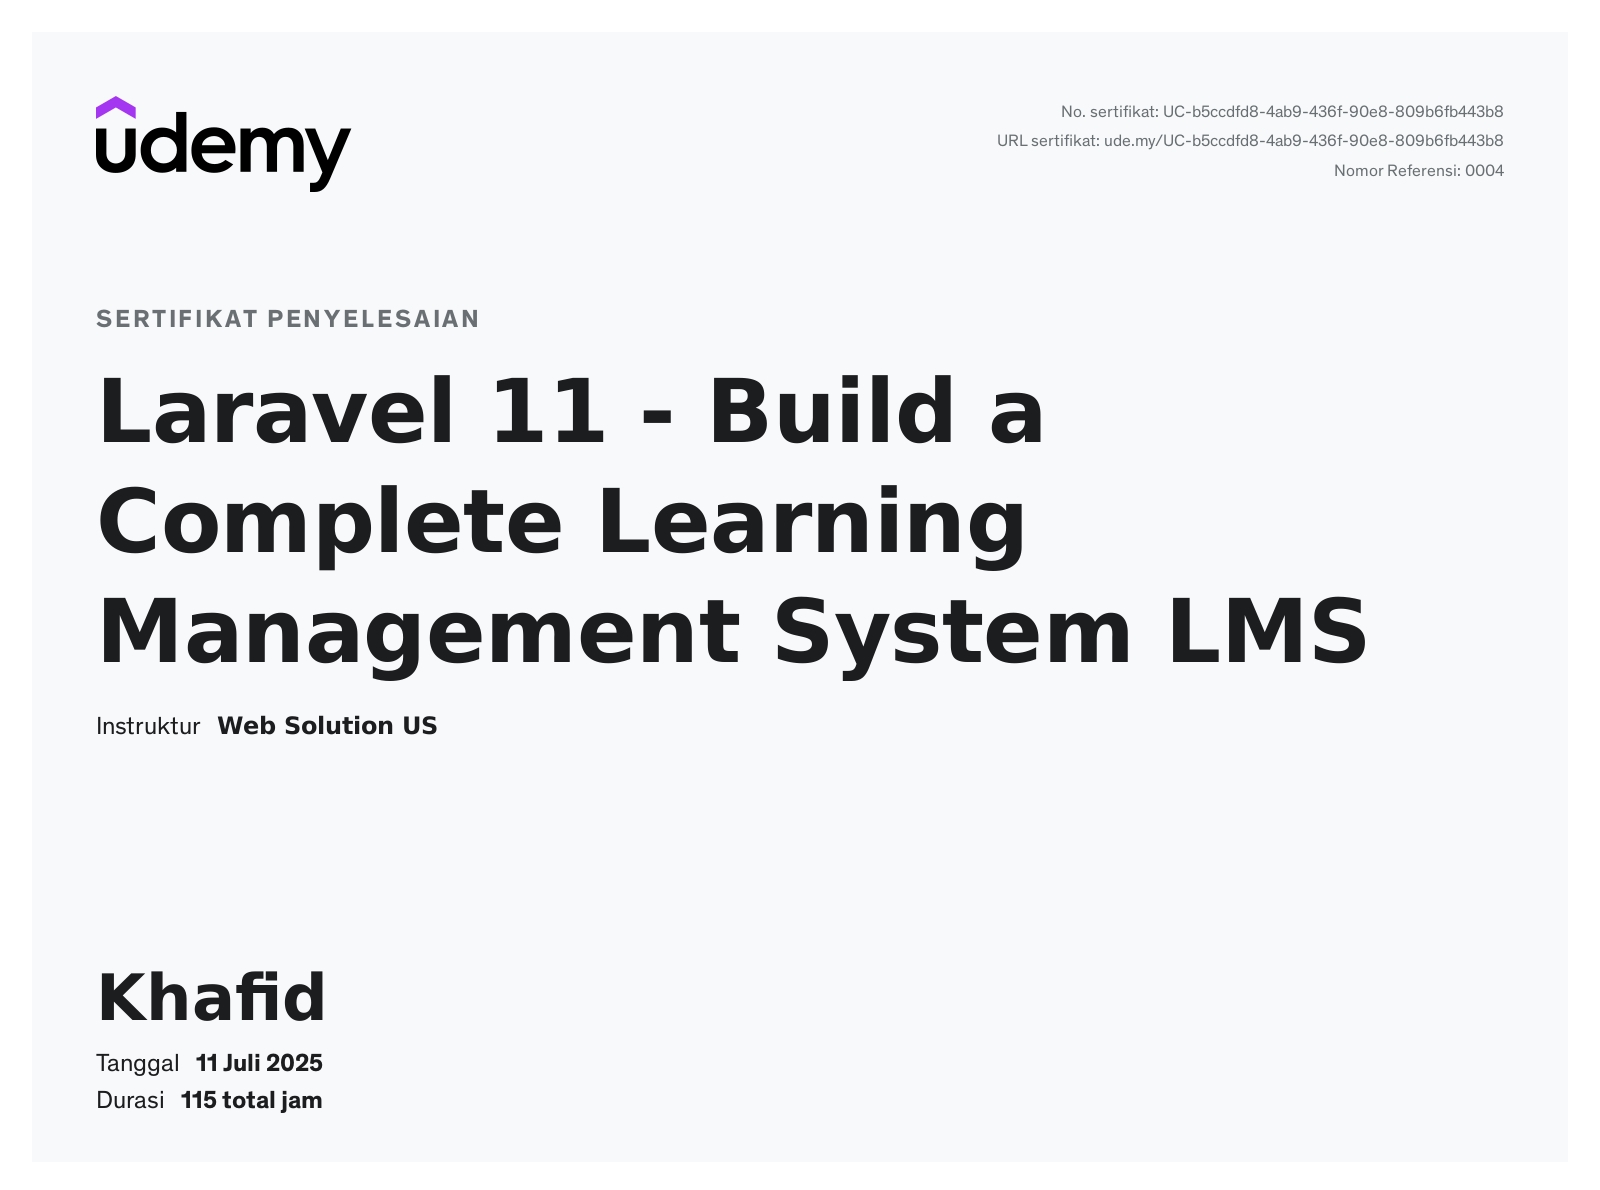 udemy
No. sertifikat: UC-b5ccdfd8-4ab9-436f-90e8-809b6fb443b8
URL sertifikat: ude.my/UC-b5ccdfd8-4ab9-436f-90e8-809b6fb443b8
Nomor Referensi: 0004
SERTIFIKAT PENYELESAIAN
Laravel 11 - Build a
Complete Learning
Management System LMS
Instruktur Web Solution US
Khafid
Tanggal 11 Juli 2025
Durasi 115 total jam